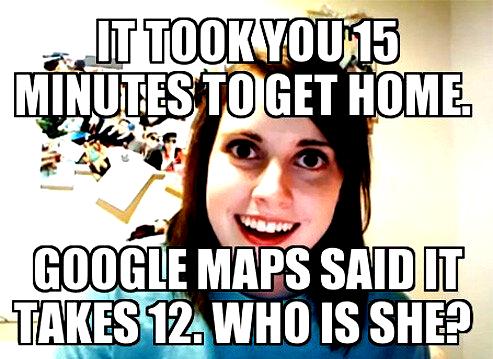 IT TOOK YOU 15
MINUTES TO GET HOME.
GOOGLE MAPS SAID IT
TAKES 12. WHO IS SHE?